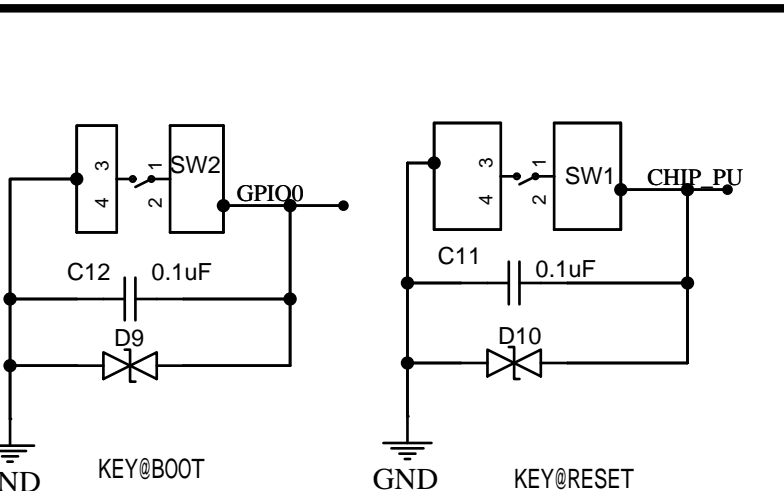 3 1
4 2
SW2
GPIO0
C12 0.1uF
D9
ND
KEY@BOOT
3 1
4 2
SW1
CHIP_PU
C11
0.1uF
D10
GND
KEY@RESET